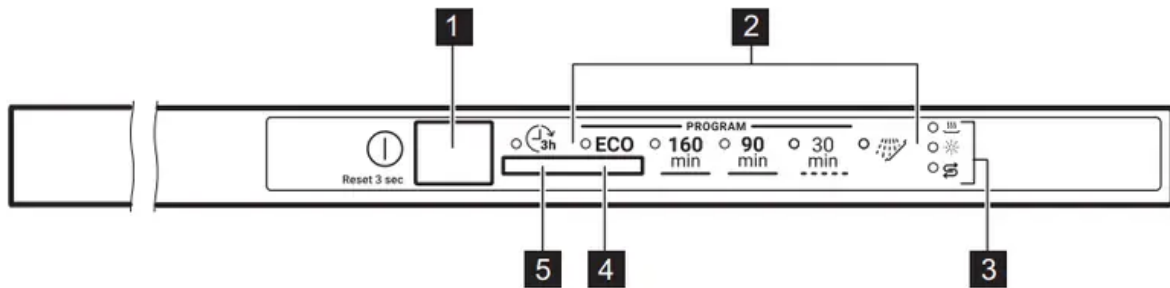 1
2
PROGRAM
3h
ECO
160 min
90 min
30 min
Reset 3 sec
5
4
3